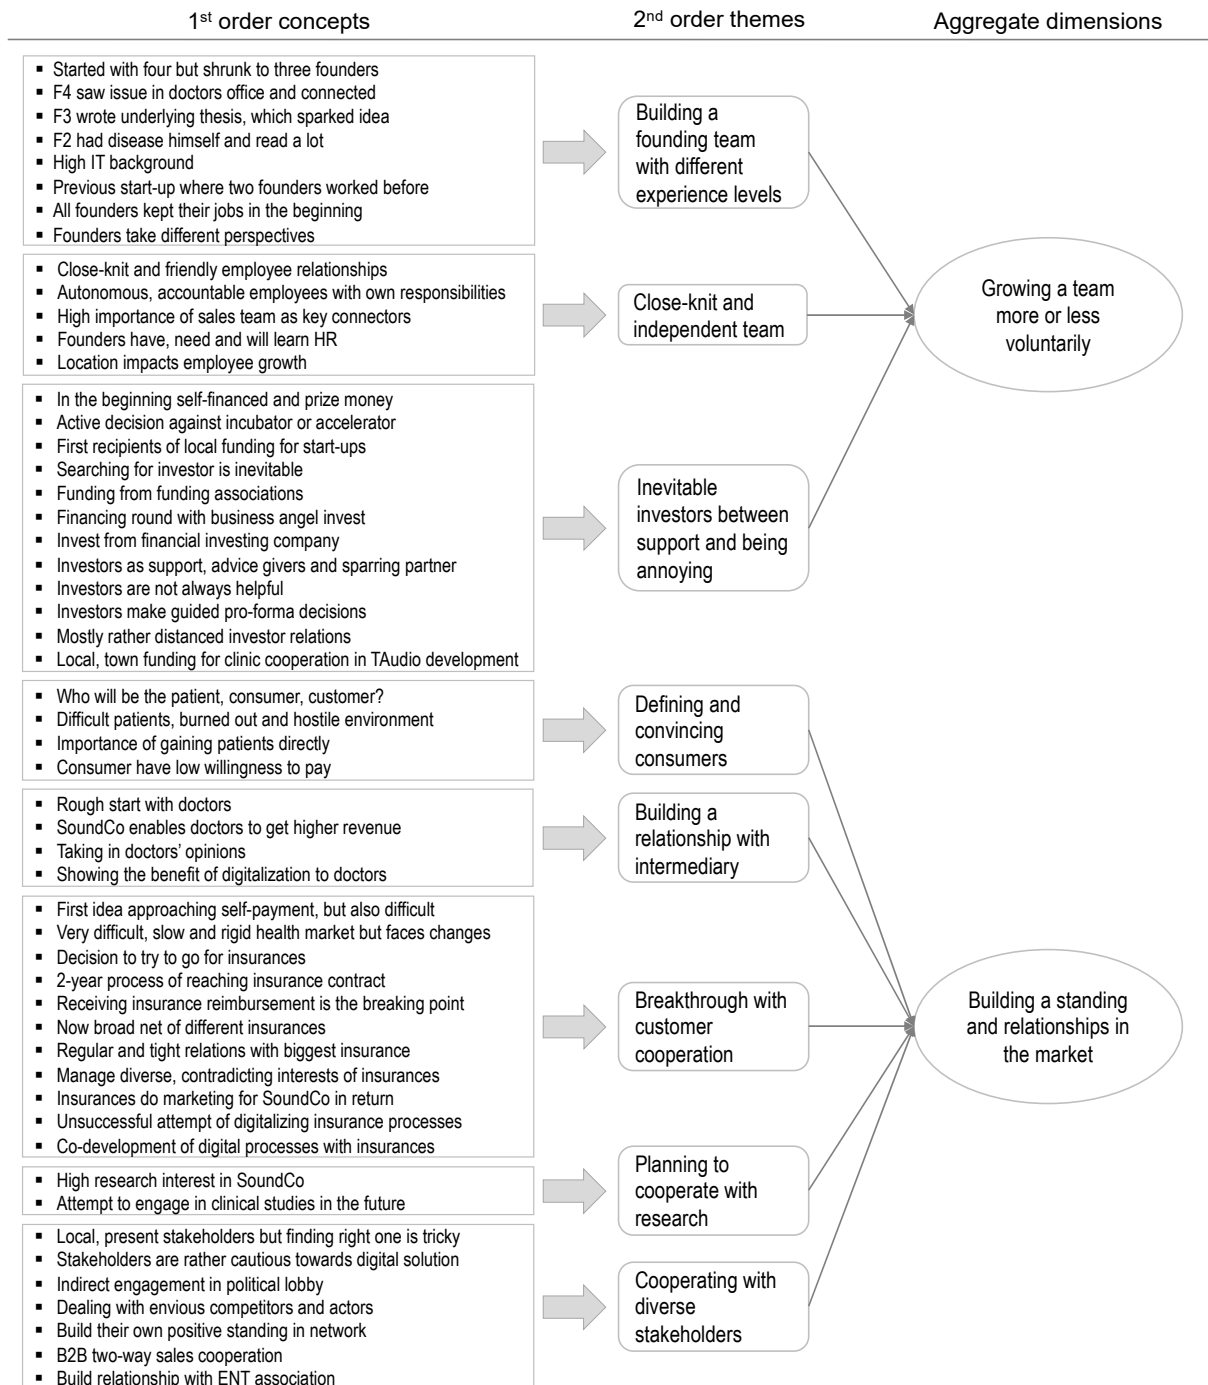 1st order concepts
2nd order themes
Aggregate dimensions
▪ Started with four but shrunk to three founders
▪ F4 saw issue in doctors office and connected
▪ F3 wrote underlying thesis, which sparked idea
▪ F2 had disease himself and read a lot
▪ High IT background
▪ Previous start-up where two founders worked before
▪ All founders kept their jobs in the beginning
▪ Founders take different perspectives
Building a
founding team
with different
experience levels
▪ Close-knit and friendly employee relationships
▪ Autonomous, accountable employees with own responsibilities
▪ High importance of sales team as key connectors
▪ Founders have, need and will learn HR
▪ Location impacts employee growth
Close-knit and
independent team
Growing a team
more or less
voluntarily
▪ In the beginning self-financed and prize money
▪ Active decision against incubator or accelerator
▪ First recipients of local funding for start-ups
▪ Searching for investor is inevitable
▪ Funding from funding associations
▪ Financing round with business angel invest
▪ Invest from financial investing company
▪ Investors as support, advice givers and sparring partner
▪ Investors are not always helpful
▪ Investors make guided pro-forma decisions
▪ Mostly rather distanced investor relations
▪ Local, town funding for clinic cooperation in TAudio development
Inevitable
investors between
support and being
annoying
▪ Who will be the patient, consumer, customer?
▪ Difficult patients, burned out and hostile environment
▪ Importance of gaining patients directly
▪ Consumer have low willingness to pay
Defining and
convincing
consumers
▪ Rough start with doctors
▪ SoundCo enables doctors to get higher revenue
▪ Taking in doctors' opinions
▪ Showing the benefit of digitalization to doctors
Building a
relationship with
intermediary
▪ First idea approaching self-payment, but also difficult
▪ Very difficult, slow and rigid health market but faces changes
▪ Decision to try to go for insurances
▪ 2-year process of reaching insurance contract
▪ Receiving insurance reimbursement is the breaking point
▪ Now broad net of different insurances
▪ Regular and tight relations with biggest insurance
▪ Manage diverse, contradicting interests of insurances
▪ Insurances do marketing for SoundCo in return
▪ Unsuccessful attempt of digitalizing insurance processes
▪ Co-development of digital processes with insurances
Breakthrough with
customer
cooperation
Building a standing
and relationships in
the market
▪ High research interest in SoundCo
▪ Attempt to engage in clinical studies in the future
Planning to
cooperate with
research
▪ Local, present stakeholders but finding right one is tricky
▪ Stakeholders are rather cautious towards digital solution
▪ Indirect engagement in political lobby
▪ Dealing with envious competitors and actors
▪ Build their own positive standing in network
▪ B2B two-way sales cooperation
▪ Build relationship with ENT association
Cooperating with
diverse
stakeholders